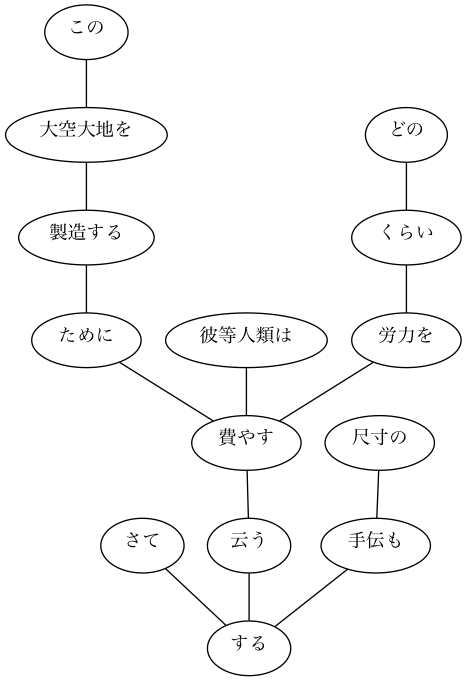 この
大空大地を
どの
製造する
くらい
ために
彼等人類は
労力を
費やす
尺寸の
さて
云う
手伝も
する